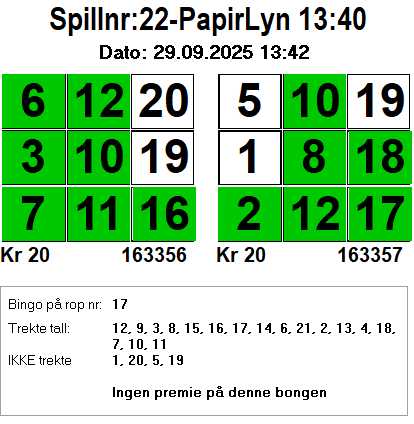 Spillnr:22-PapirLyn 13:40
Dato: 29.09.2025 13:42
6 12 20 5 10 19
3 10 19 1 8 18
7 11 16 2 12 17
Kr 20 163356 Kr 20 163357
Bingo på rop nr: 17
Trekte tall: 12, 9, 3, 8, 15, 16, 17, 14, 6, 21, 2, 13, 4, 18,
7, 10, 11
IKKE trekte 1, 20, 5, 19
Ingen premie på denne bongen